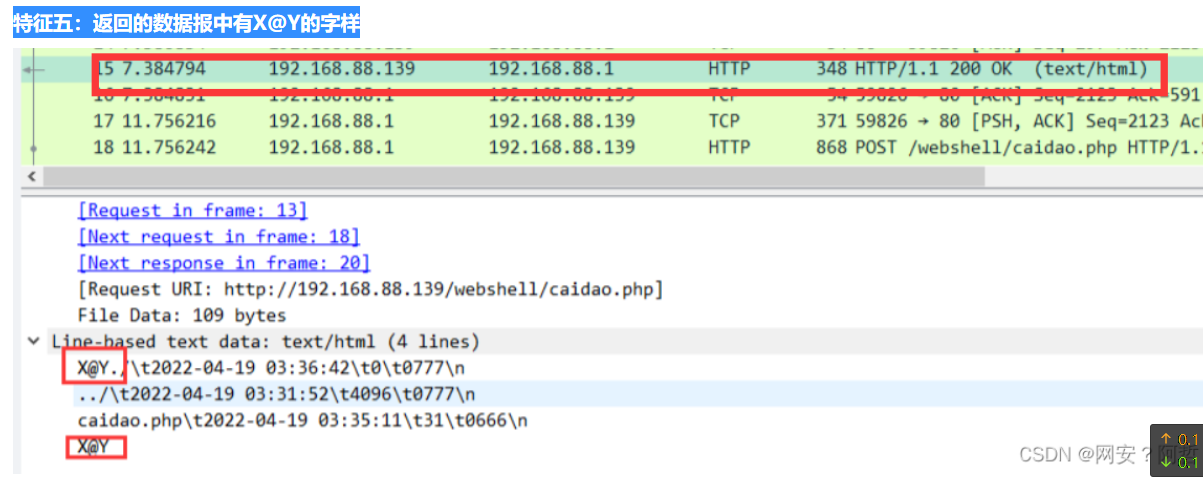 特征五：返回的数据报中有X@Y的字样
15 7.384794 192.168.88.139 192.168.88.1 HTTP 348 HTTP/1.1 200 OK (text/html)
16 7.384851 192.168.88.1 192.168.88.139 TCP 54 59826 → 80 [ACK] Seq=2123 Ack=591
17 11.756216 192.168.88.1 192.168.88.139 TCP 371 59826 → 80 [PSH, ACK] Seq=2123 Ac
18 11.756242 192.168.88.1 192.168.88.139 HTTP 868 POST /webshell/caidao.php HTTP/1.
[Request in frame: 13]
[Next request in frame: 18]
[Next response in frame: 20]
[Request URI: http://192.168.88.139/webshell/caidao.php]
File Data: 109 bytes
Line-based text data: text/html (4 lines)
X@Y./\t2022-04-19 03:36:42\t0\t0777\n
../\t2022-04-19 03:31:52\t4096\t0777\n
caidao.php\t2022-04-19 03:35:11\t31\t0666\n
X@Y
CSDN @网安？
↑ 0.1
↓ 0.1